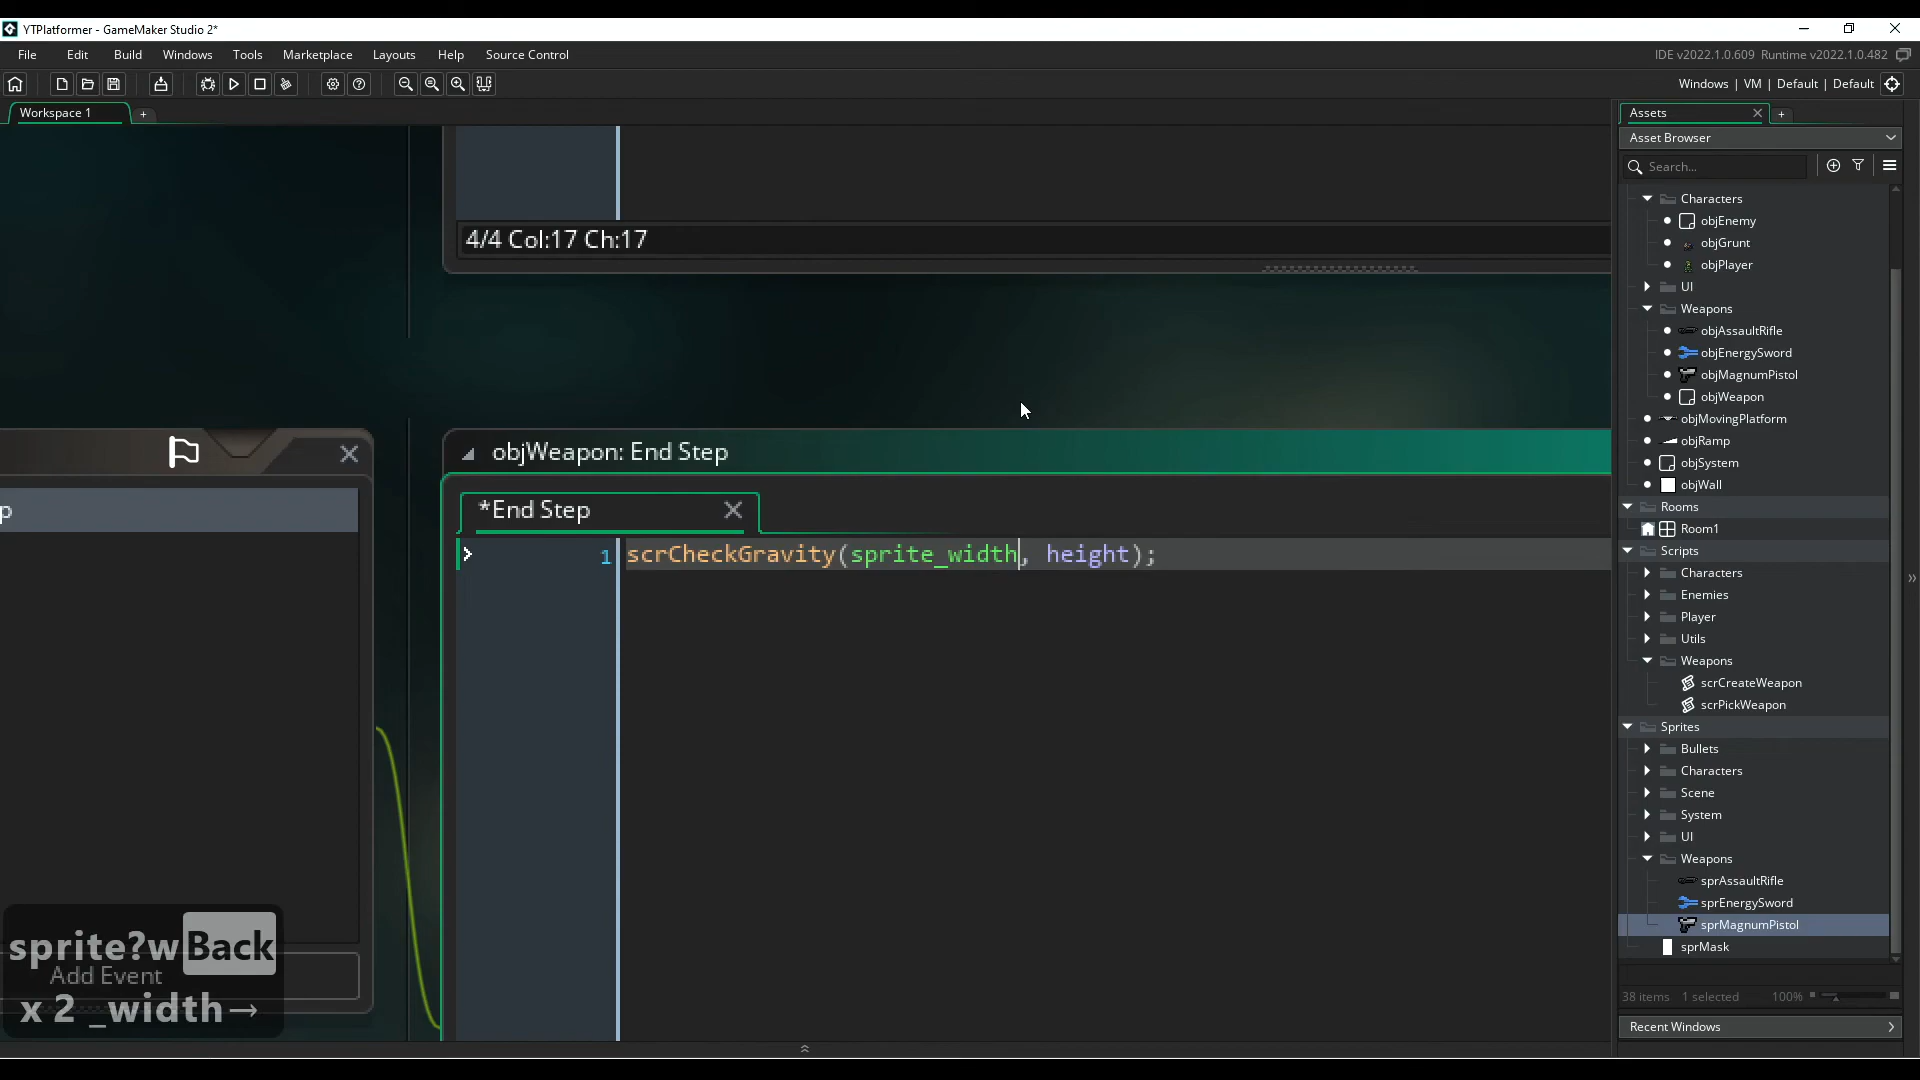 YTPlatformer - GameMaker Studio 2*
File Edit Build Windows Tools Marketplace Layouts Help Source Control
IDE v2022.1.0.609 Runtime v2022.1.0.482
Windows | VM | Default | Default
Workspace 1
+
Assets
+
Asset Browser
Search...
Characters
objEnemy
objGrunt
objPlayer
UI
Weapons
objAssaultRifle
objEnergySword
objMagnumPistol
objWeapon
objMovingPlatform
objRamp
objSystem
objWall
Rooms
Room1
Scripts
Characters
Enemies
Player
Utils
Weapons
scrCreateWeapon
scrPickWeapon
Sprites
Bullets
Characters
Scene
System
UI
Weapons
sprAssaultRifle
sprEnergySword
sprMagnumPistol
sprMask
38 items 1 selected 100%
Recent Windows
4/4 Col:17 Ch:17
objWeapon: End Step
*End Step
1 scrCheckGravity(sprite_width, height);
p
Add Event
sprite?w Back
x 2 _width→